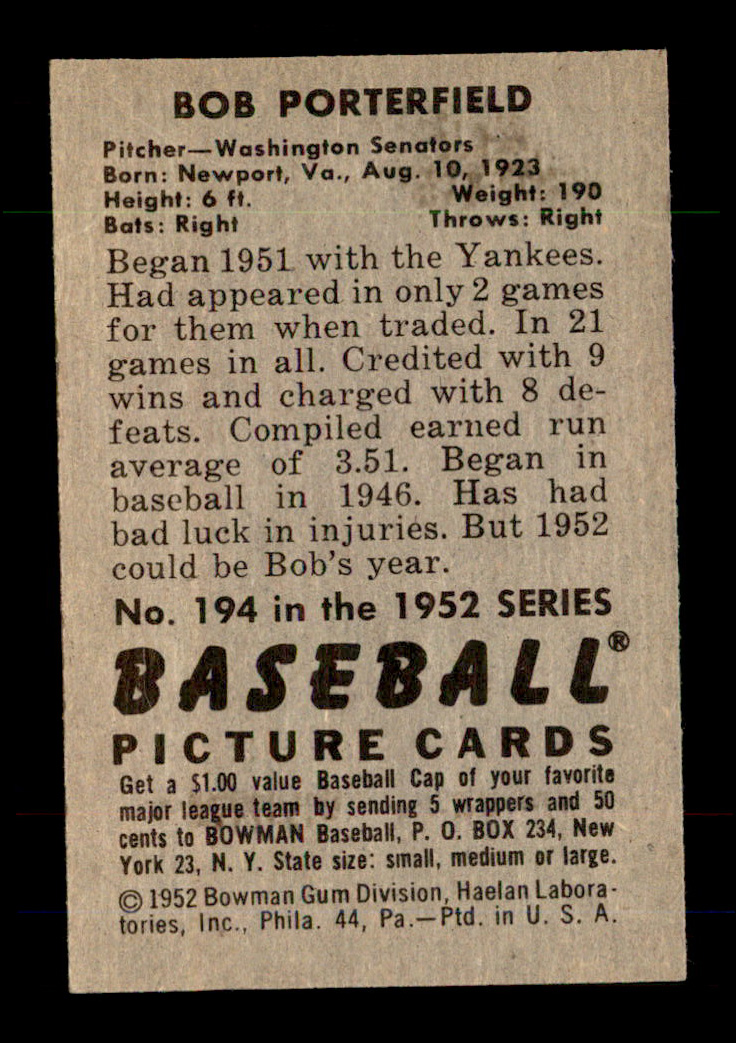 BOB PORTERFIELD
Pitcher—Washington Senators
Born: Newport, Va., Aug. 10, 1923
Height: 6 ft. Weight: 190
Bats: Right Throws: Right
Began 1951 with the Yankees.
Had appeared in only 2 games
for them when traded. In 21
games in all. Credited with 9
wins and charged with 8 de-
feats. Compiled earned run
average of 3.51. Began in
baseball in 1946. Has had
bad luck in injuries. But 1952
could be Bob's year.
No. 194 in the 1952 SERIES
BASEBALL®
PICTURE CARDS
Get a $1.00 value Baseball Cap of your favorite
major league team by sending 5 wrappers and 50
cents to BOWMAN Baseball, P. O. BOX 234, New
York 23, N. Y. State size: small, medium or large.
© 1952 Bowman Gum Division, Haelan Labora-
tories, Inc., Phila. 44, Pa.—Ptd. in U. S. A.